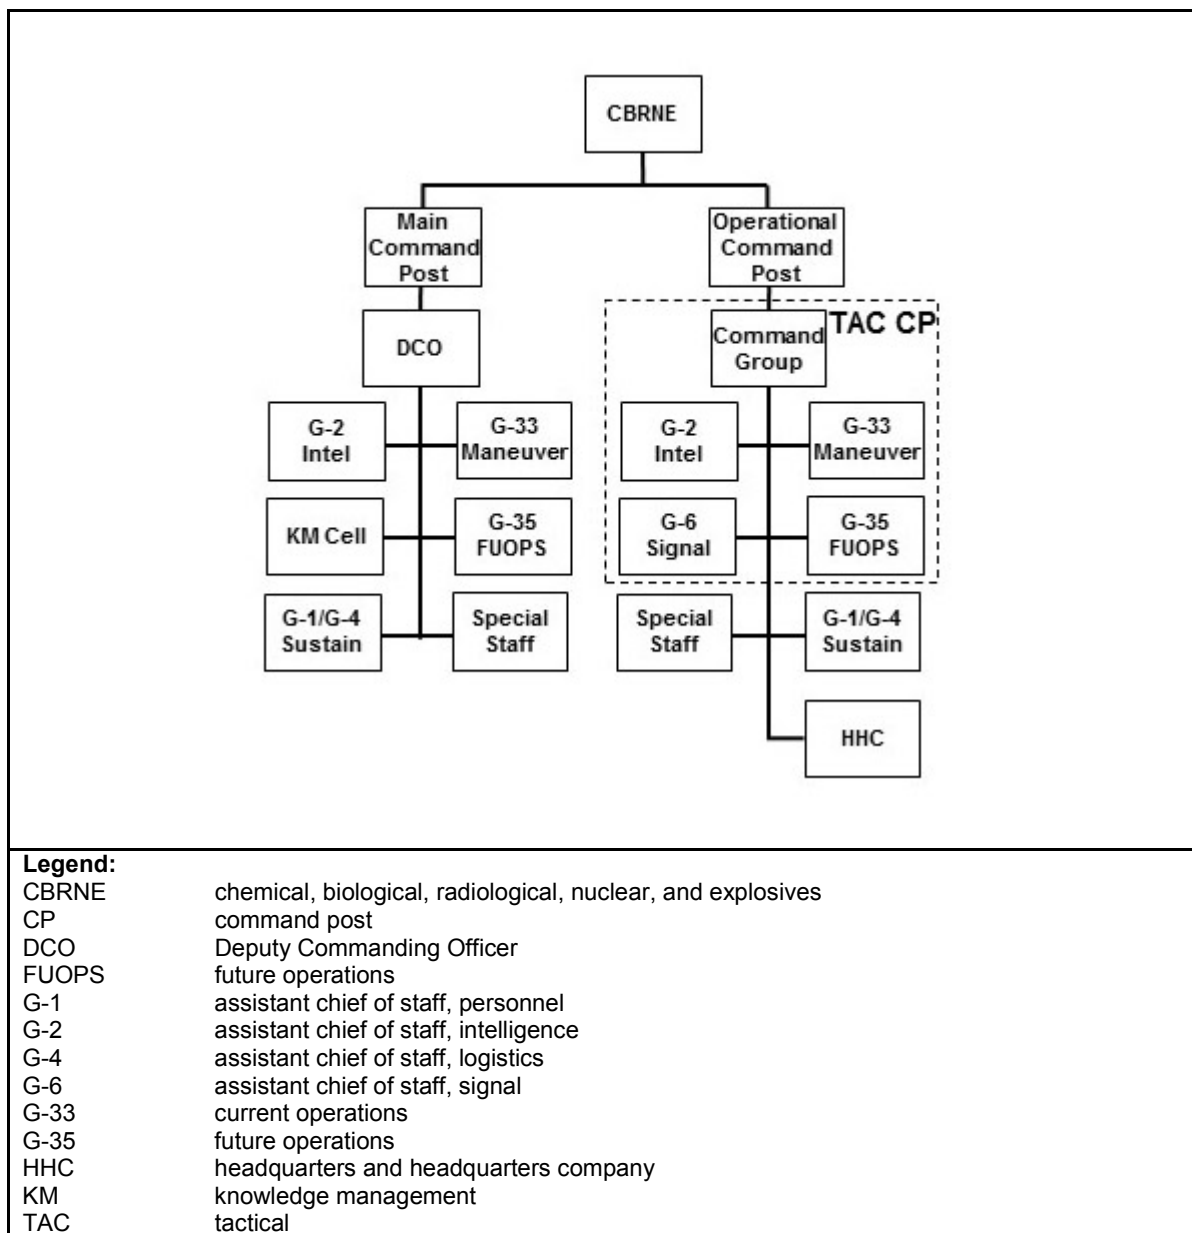 CBRNE
Main
Command
Post
Operational
Command
Post
DCO
Command
Group
TAC CP
G-2
Intel
G-33
Maneuver
G-2
Intel
G-33
Maneuver
KM Cell
G-35
FUOPS
G-6
Signal
G-35
FUOPS
G-1/G-4
Sustain
Special
Staff
Special
Staff
G-1/G-4
Sustain
HHC
Legend:
CBRNE chemical, biological, radiological, nuclear, and explosives
CP command post
DCO Deputy Commanding Officer
FUOPS future operations
G-1 assistant chief of staff, personnel
G-2 assistant chief of staff, intelligence
G-4 assistant chief of staff, logistics
G-6 assistant chief of staff, signal
G-33 current operations
G-35 future operations
HHC headquarters and headquarters company
KM knowledge management
TAC tactical